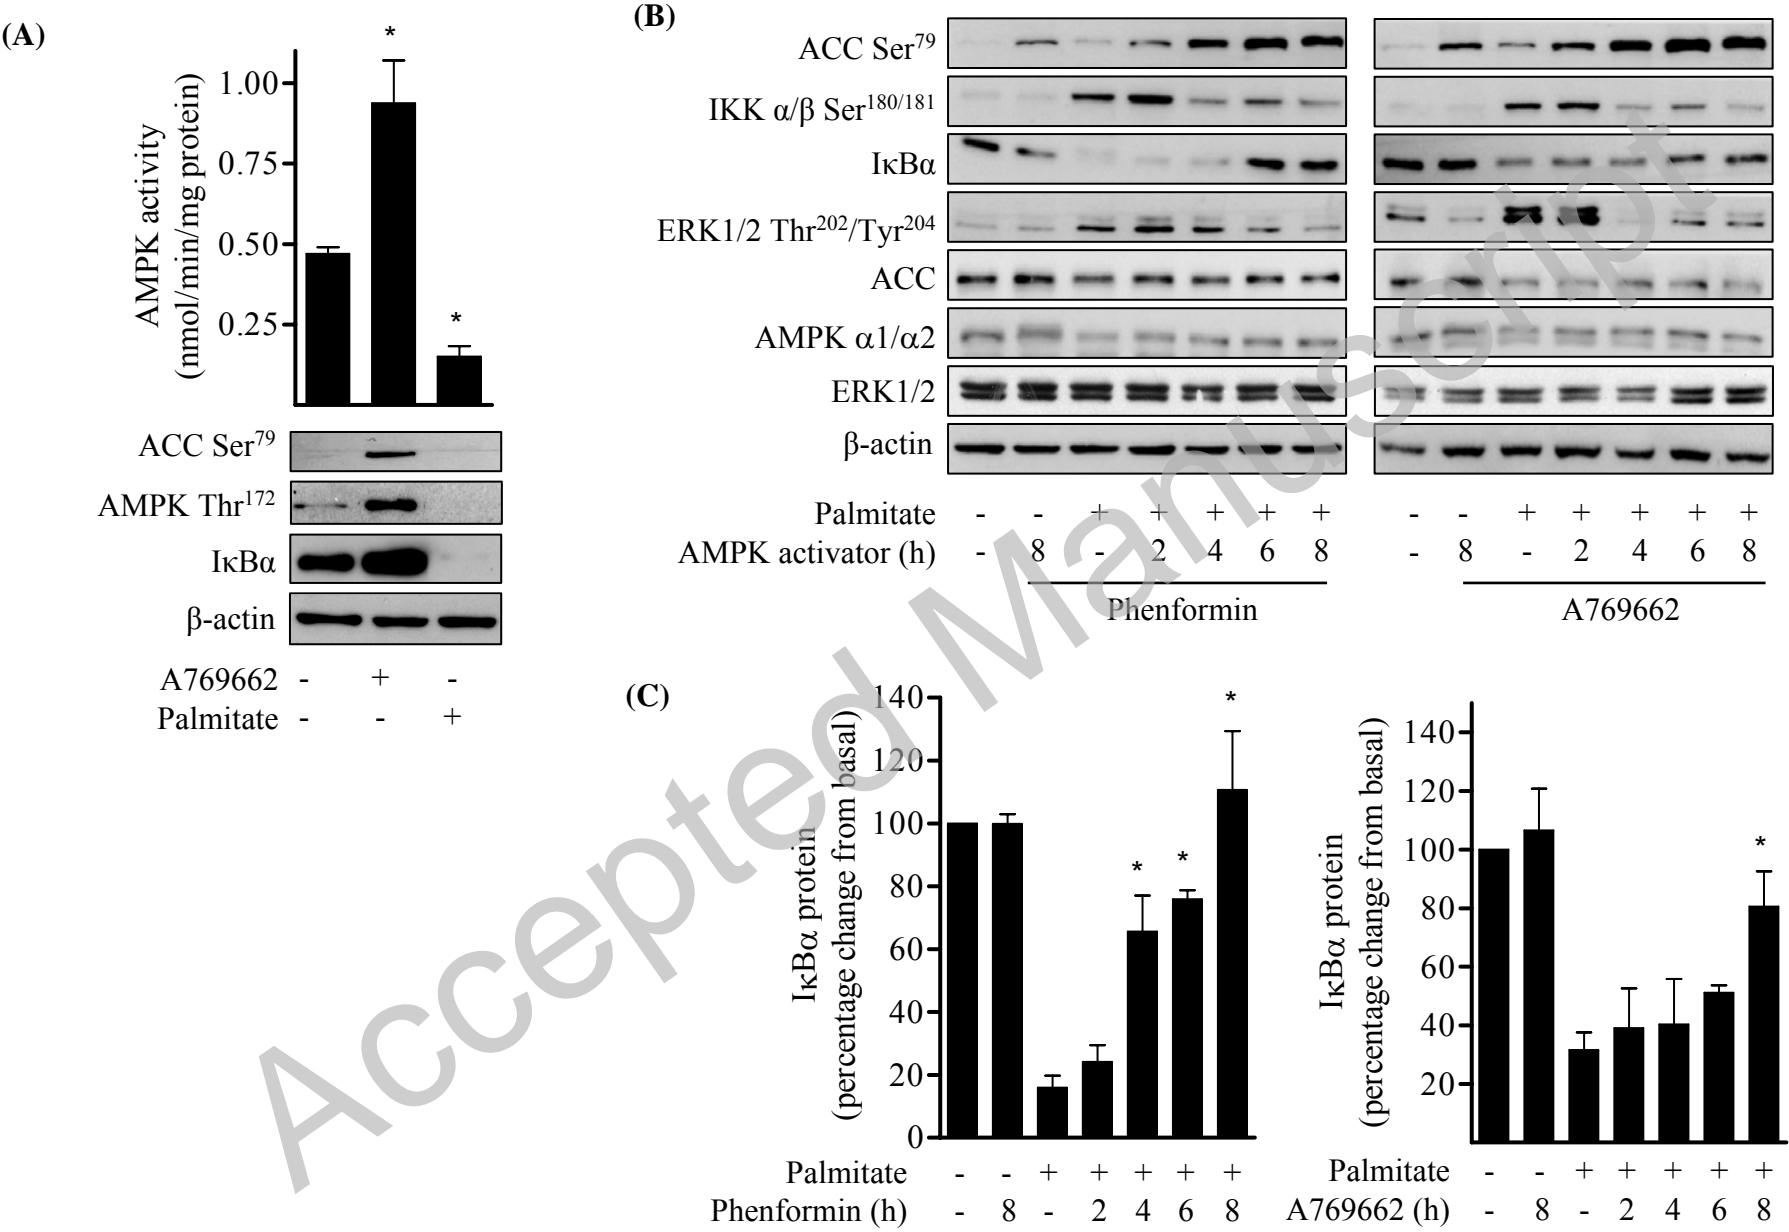 (A)
*
1.00
0.75
0.50
0.25
*
AMPK activity
(nmol/min/mg protein)
ACC Ser79
AMPK Thr172
IκBα
β-actin
A769662 - + -
Palmitate - - +
(B)
ACC Ser79
IKK α/β Ser180/181
IκBα
ERK1/2 Thr202/Tyr204
ACC
AMPK α1/α2
ERK1/2
β-actin
Palmitate - - + + + + + - - + + + + +
AMPK activator (h) - 8 - 2 4 6 8 - 8 - 2 4 6 8
Phenformin A769662
(C)
IκBα protein
(percentage change from basal)
140
120
100
80
60
40
20
0
* * *
Palmitate - - + + + + +
Phenformin (h) - 8 - 2 4 6 8
IκBα protein
(percentage change from basal)
140
120
100
80
60
40
20
*
Palmitate - - + + + + +
A769662 (h) - 8 - 2 4 6 8
Accepted Manuscript